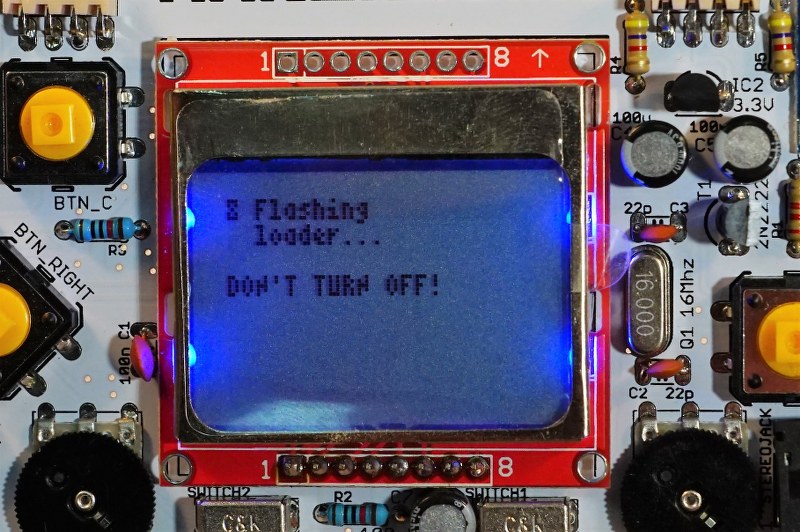 1 8 ↑
R4
R5
IC2
3.3V
100u
C4
100u
C5
BTN_C
R3
T1
2N2222
22p C3
⧗ Flashing
loader...
DON'T TURN OFF!
BTN_RIGHT
16.000
Q1 16Mhz
C1
100n
C2 22p
1 8
SWITCH2
R2
SWITCH1
STEREOJACK
C&K
C&K